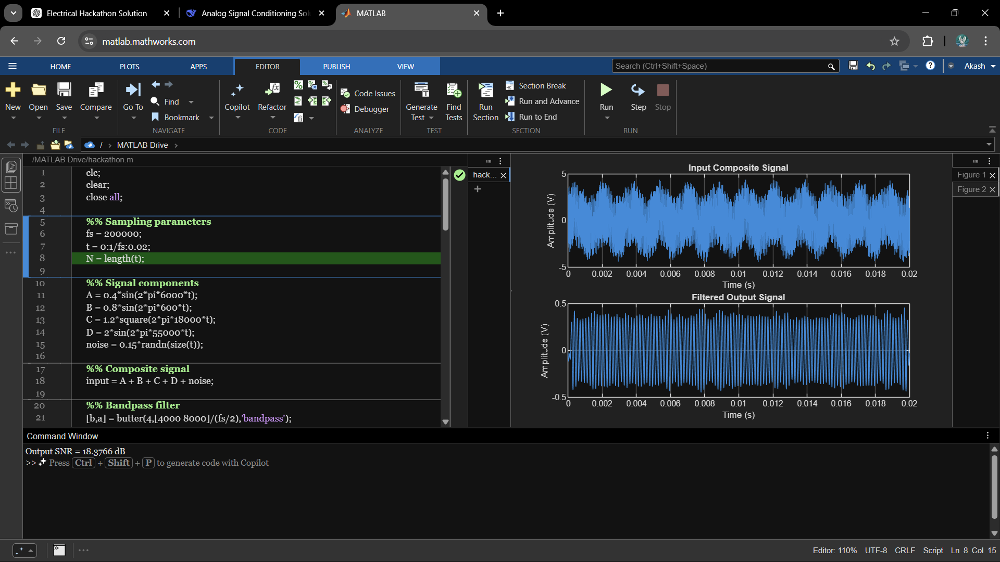 Electrical Hackathon Solution
Analog Signal Conditioning Sol
MATLAB
matlab.mathworks.com
HOME PLOTS APPS EDITOR PUBLISH VIEW
Search (Ctrl+Shift+Space)
Akash
New Open Save Compare
FILE
Go To
Find
Bookmark
NAVIGATE
Copilot Refactor
CODE
Code Issues
Debugger
ANALYZE
Generate Test
Find Tests
TEST
Run Section
Section Break
Run and Advance
Run to End
SECTION
Run Step Stop
RUN
/ › MATLAB Drive ›
/MATLAB Drive/hackathon.m
1 clc;
2 clear;
3 close all;
4
5 %% Sampling parameters
6 fs = 200000;
7 t = 0:1/fs:0.02;
8 N = length(t);
9
10 %% Signal components
11 A = 0.4*sin(2*pi*6000*t);
12 B = 0.8*sin(2*pi*600*t);
13 C = 1.2*square(2*pi*18000*t);
14 D = 2*sin(2*pi*55000*t);
15 noise = 0.15*randn(size(t));
16
17 %% Composite signal
18 input = A + B + C + D + noise;
19
20 %% Bandpass filter
21 [b,a] = butter(4,[4000 8000]/(fs/2),'bandpass');
hack...
Figure 1
Figure 2
Input Composite Signal
5
0
-5
Amplitude (V)
0 0.002 0.004 0.006 0.008 0.01 0.012 0.014 0.016 0.018 0.02
Time (s)
Filtered Output Signal
0.5
0
-0.5
Amplitude (V)
0 0.002 0.004 0.006 0.008 0.01 0.012 0.014 0.016 0.018 0.02
Time (s)
Command Window
Output SNR = 18.3766 dB
>> Press Ctrl + Shift + P to generate code with Copilot
Editor: 110% UTF-8 CRLF Script Ln 8 Col 15